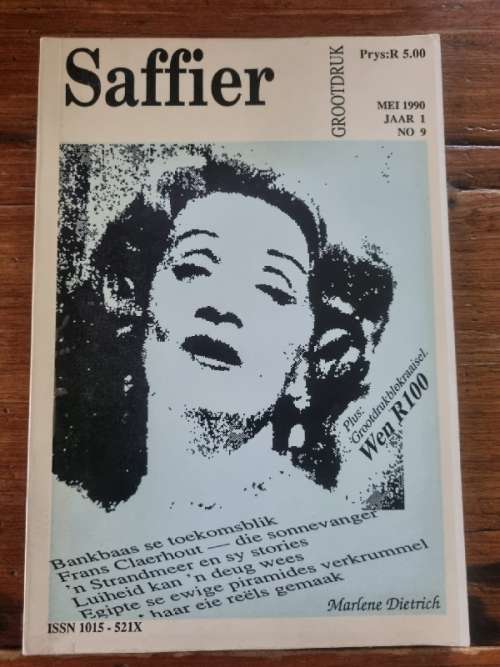 Saffier
GROOTDRUK
Prys:R 5.00
MEI 1990
JAAR 1
NO 9
Plus:
'Grootdruk'blokraaisel.
Wen R100
Bankbaas se toekomsblik
Frans Claerhout — die sonnevanger
'n Strandmeer en sy stories
Luiheid kan 'n deug wees
Egipte se ewige piramides verkrummel
haar eie reëls gemaak
Marlene Dietrich
ISSN 1015 - 521X